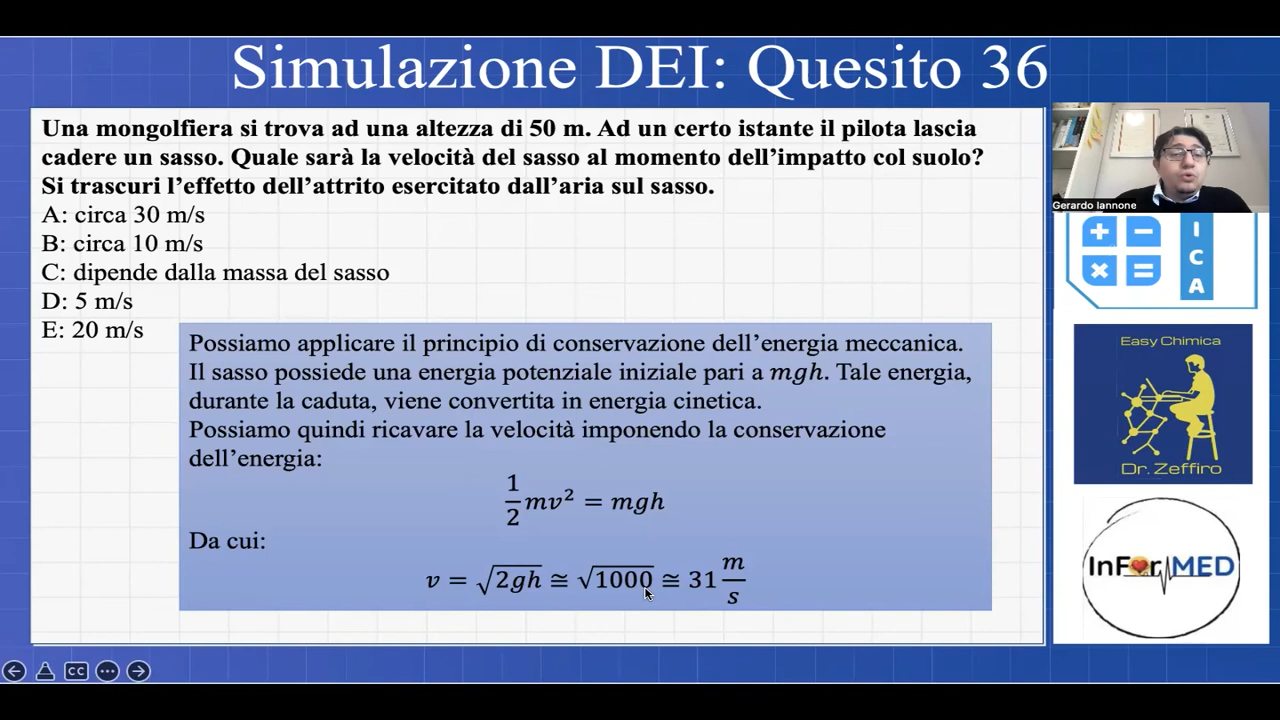 Simulazione DEI: Quesito 36
Una mongolfiera si trova ad una altezza di 50 m. Ad un certo istante il pilota lascia
cadere un sasso. Quale sarà la velocità del sasso al momento dell’impatto col suolo?
Si trascuri l’effetto dell’attrito esercitato dall’aria sul sasso.
A: circa 30 m/s
B: circa 10 m/s
C: dipende dalla massa del sasso
D: 5 m/s
E: 20 m/s
Possiamo applicare il principio di conservazione dell’energia meccanica.
Il sasso possiede una energia potenziale iniziale pari a mgh. Tale energia,
durante la caduta, viene convertita in energia cinetica.
Possiamo quindi ricavare la velocità imponendo la conservazione
dell’energia:
1/2 mv² = mgh
Da cui:
v = √2gh ≅ √1000 ≅ 31 m/s
Gerardo Iannone
+ − × =
I
C
A
Easy Chimica
Dr. Zeffiro
InForMED
CC